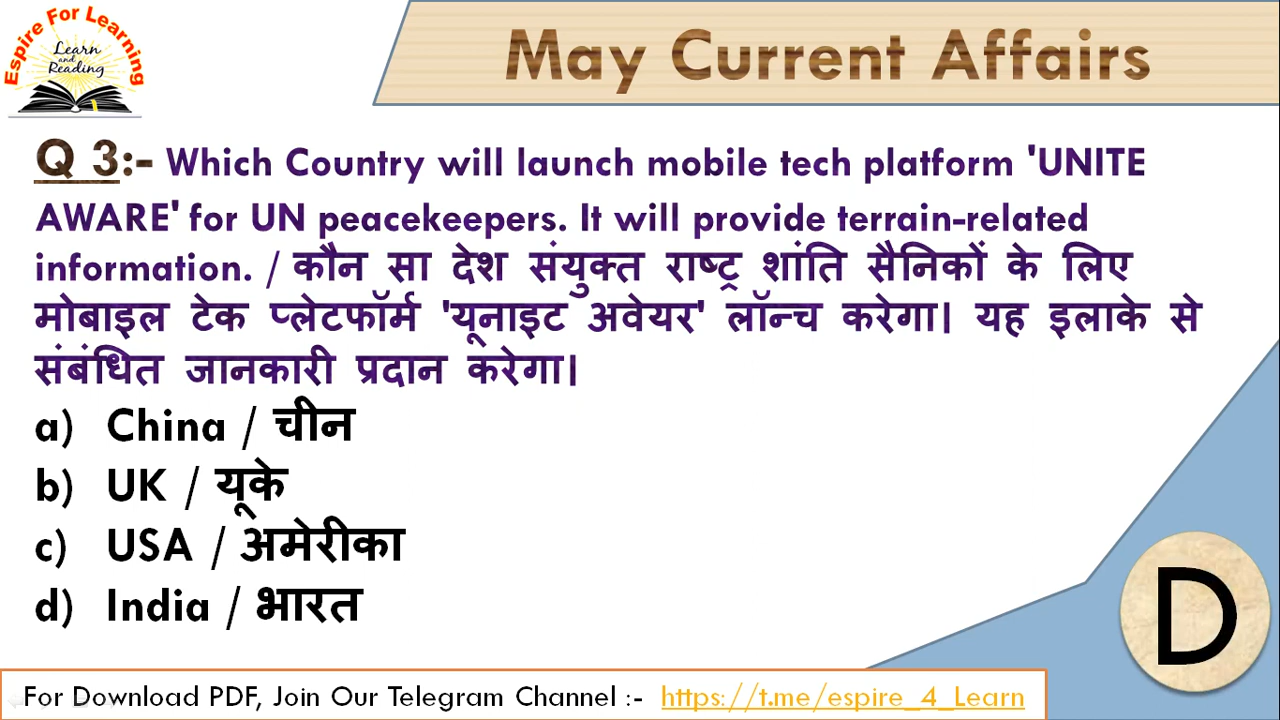 Espire For Learning
Learn
and
Reading
May Current Affairs
Q 3:- Which Country will launch mobile tech platform 'UNITE
AWARE' for UN peacekeepers. It will provide terrain-related
information. / कौन सा देश संयुक्त राष्ट्र शांति सैनिकों के लिए
मोबाइल टेक प्लेटफॉर्म 'यूनाइट अवेयर' लॉन्च करेगा। यह इलाके से
संबंधित जानकारी प्रदान करेगा।
a) China / चीन
b) UK / यूके
c) USA / अमेरीका
d) India / भारत
D
For Download PDF, Join Our Telegram Channel :- https://t.me/espire_4_Learn